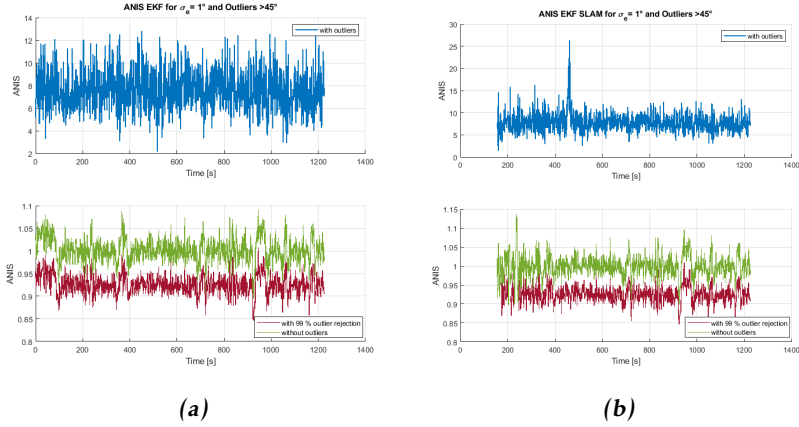 ANIS EKF for σe = 1° and Outliers >45°
with outliers
ANIS
14
12
10
8
6
4
2
0 200 400 600 800 1000 1200 1400
Time [s]
ANIS
1.1
1.05
1
0.95
0.9
0.85
0.8
with 99 % outlier rejection
without outliers
0 200 400 600 800 1000 1200 1400
Time [s]
(a)
ANIS EKF SLAM for σe = 1° and Outliers >45°
with outliers
ANIS
30
25
20
15
10
5
0
0 200 400 600 800 1000 1200 1400
Time [s]
ANIS
1.15
1.1
1.05
1
0.95
0.9
0.85
0.8
with 99 % outlier rejection
without outliers
0 200 400 600 800 1000 1200 1400
Time [s]
(b)